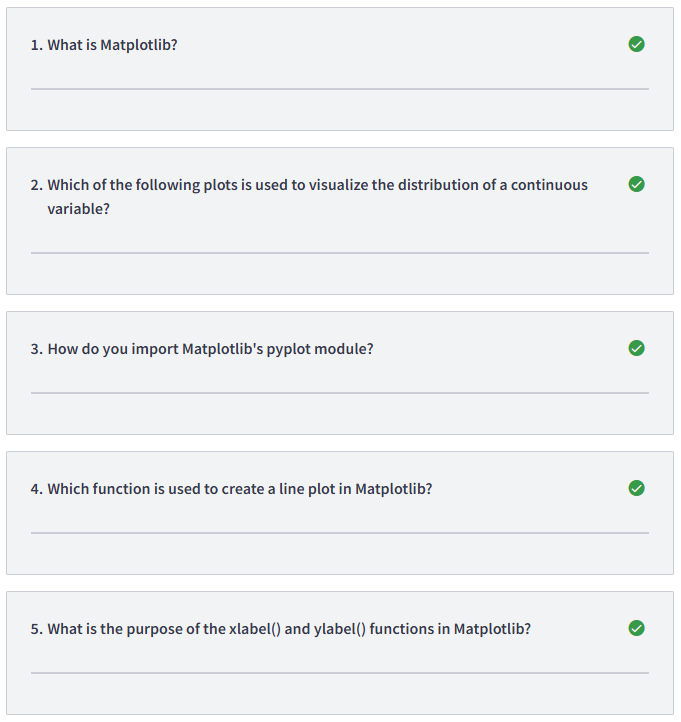 1. What is Matplotlib?
2. Which of the following plots is used to visualize the distribution of a continuous
variable?
3. How do you import Matplotlib's pyplot module?
4. Which function is used to create a line plot in Matplotlib?
5. What is the purpose of the xlabel() and ylabel() functions in Matplotlib?